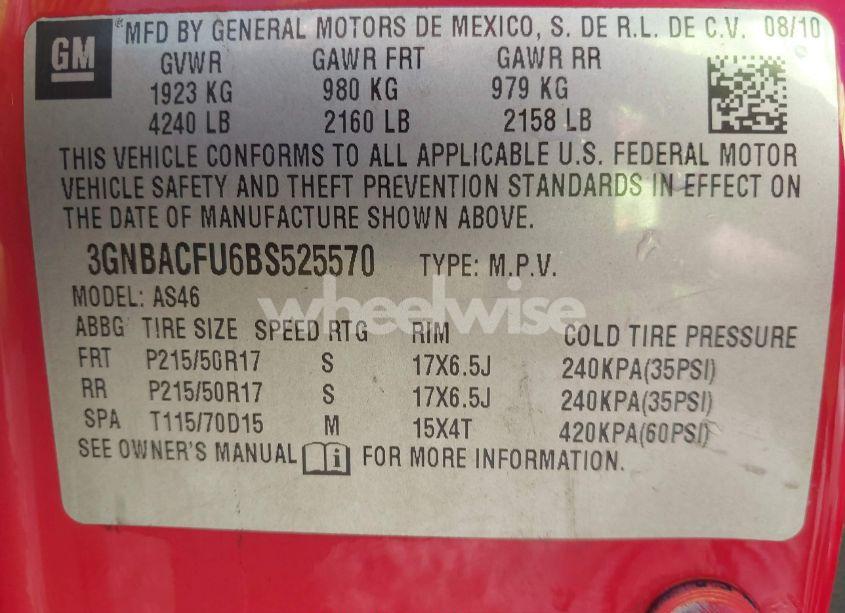 GM MFD BY GENERAL MOTORS DE MEXICO, S. DE R.L. DE C.V. 08/10
GVWR GAWR FRT GAWR RR
1923 KG 980 KG 979 KG
4240 LB 2160 LB 2158 LB
THIS VEHICLE CONFORMS TO ALL APPLICABLE U.S. FEDERAL MOTOR
VEHICLE SAFETY AND THEFT PREVENTION STANDARDS IN EFFECT ON
THE DATE OF MANUFACTURE SHOWN ABOVE.
3GNBACFU6BS525570 TYPE: M.P.V.
MODEL: AS46
wheelwise
ABBG TIRE SIZE SPEED RTG RIM COLD TIRE PRESSURE
FRT P215/50R17 S 17X6.5J 240KPA(35PSI)
RR P215/50R17 S 17X6.5J 240KPA(35PSI)
SPA T115/70D15 M 15X4T 420KPA(60PSI)
SEE OWNER'S MANUAL i FOR MORE INFORMATION.